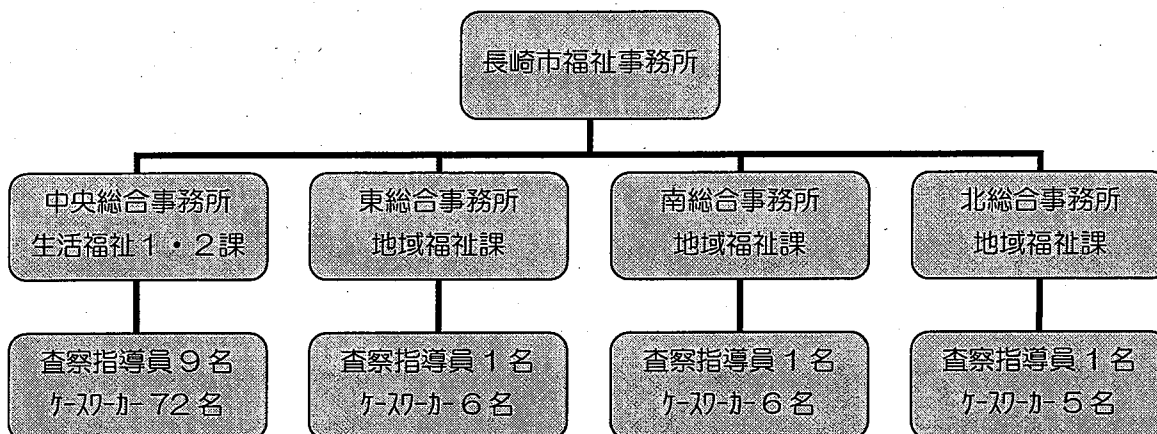 長崎市福祉事務所
中央総合事務所
生活福祉1・2課
東総合事務所
地域福祉課
南総合事務所
地域福祉課
北総合事務所
地域福祉課
査察指導員9名
ｹｰｽﾜｰｶｰ72名
査察指導員1名
ｹｰｽﾜｰｶｰ6名
査察指導員1名
ｹｰｽﾜｰｶｰ6名
査察指導員1名
ｹｰｽﾜｰｶｰ5名